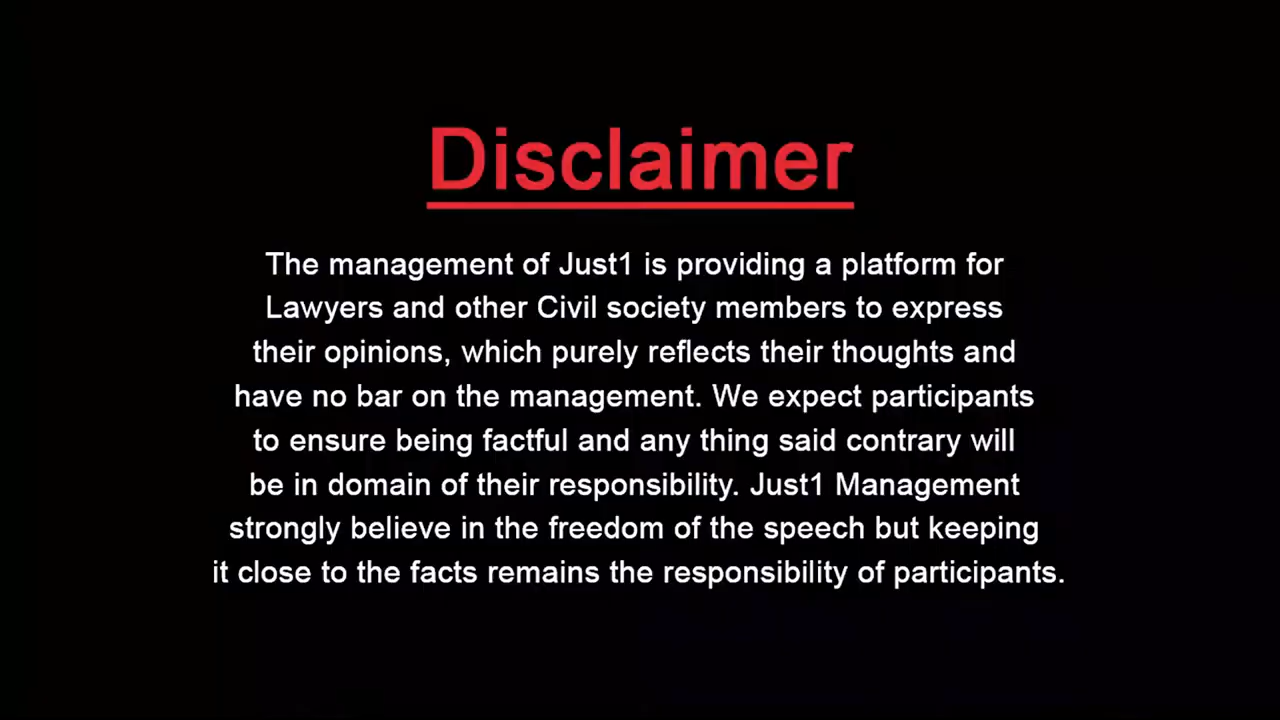 Disclaimer
The management of Just1 is providing a platform for
Lawyers and other Civil society members to express
their opinions, which purely reflects their thoughts and
have no bar on the management. We expect participants
to ensure being factful and any thing said contrary will
be in domain of their responsibility. Just1 Management
strongly believe in the freedom of the speech but keeping
it close to the facts remains the responsibility of participants.